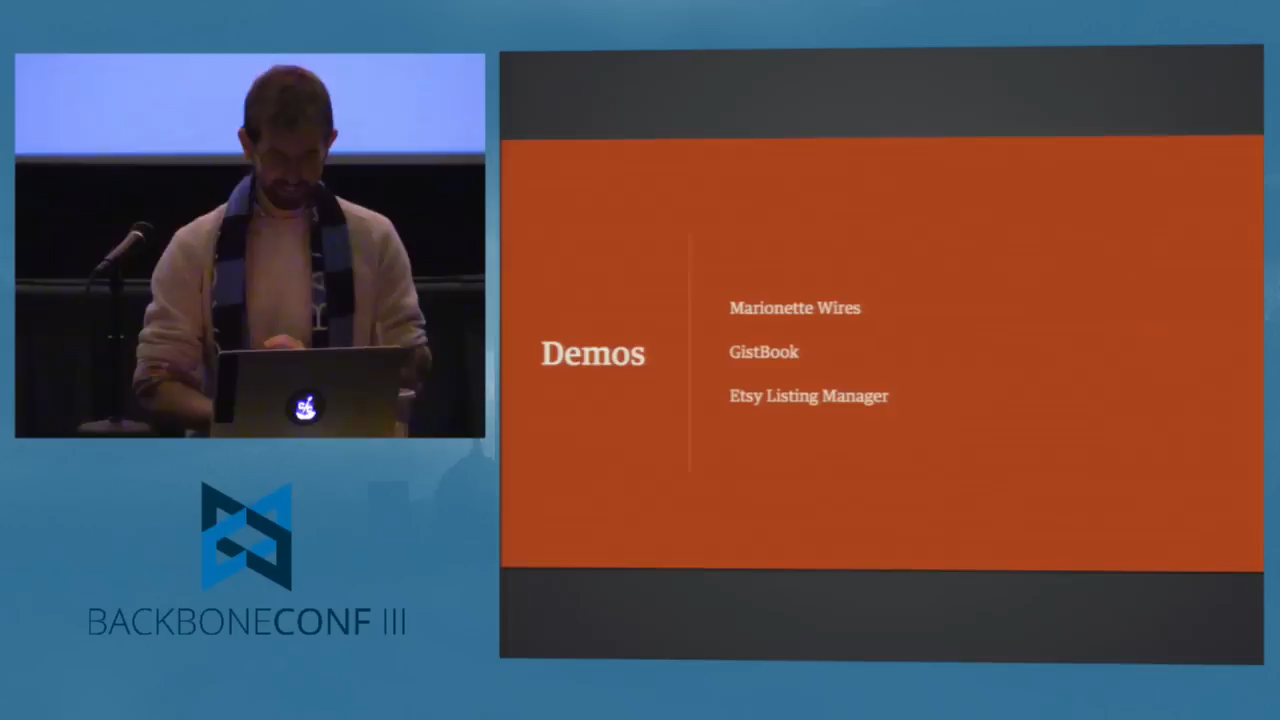 Demos
Marionette Wires
GistBook
Etsy Listing Manager
BACKBONECONF III